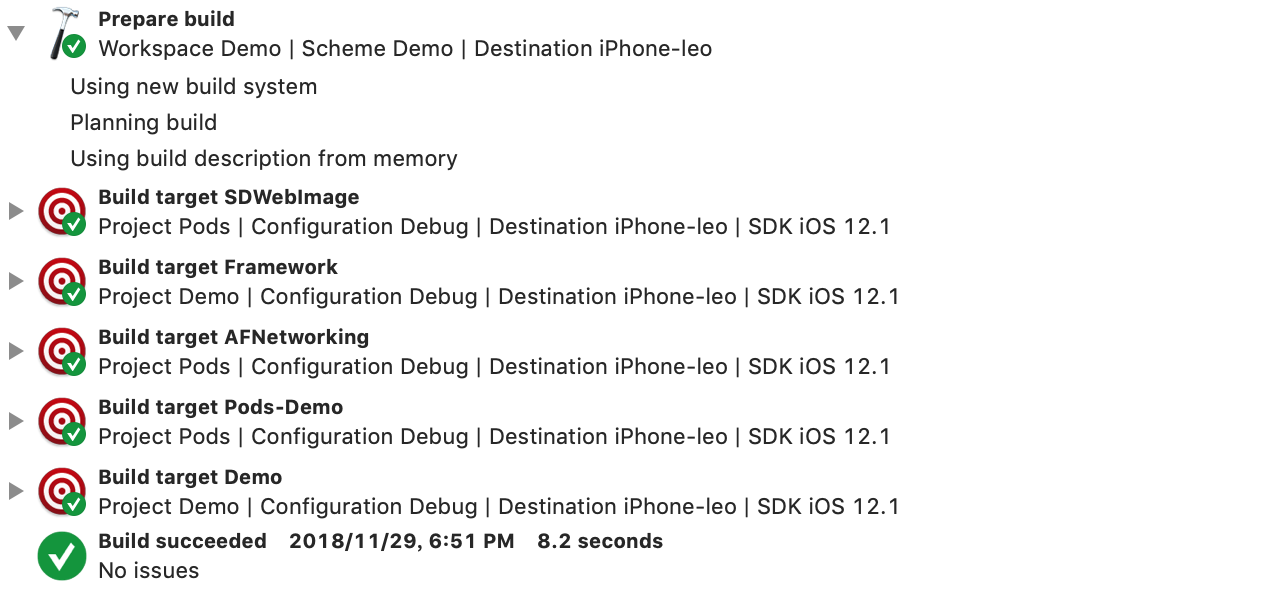 Prepare build
Workspace Demo | Scheme Demo | Destination iPhone-leo
Using new build system
Planning build
Using build description from memory
Build target SDWebImage
Project Pods | Configuration Debug | Destination iPhone-leo | SDK iOS 12.1
Build target Framework
Project Demo | Configuration Debug | Destination iPhone-leo | SDK iOS 12.1
Build target AFNetworking
Project Pods | Configuration Debug | Destination iPhone-leo | SDK iOS 12.1
Build target Pods-Demo
Project Pods | Configuration Debug | Destination iPhone-leo | SDK iOS 12.1
Build target Demo
Project Demo | Configuration Debug | Destination iPhone-leo | SDK iOS 12.1
Build succeeded 2018/11/29, 6:51 PM 8.2 seconds
No issues